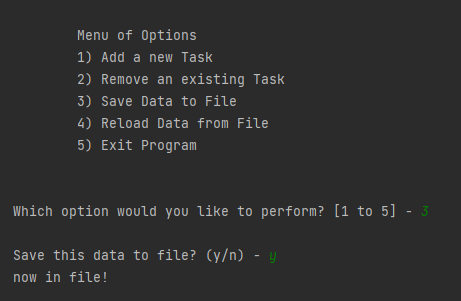 Menu of Options
1) Add a new Task
2) Remove an existing Task
3) Save Data to File
4) Reload Data from File
5) Exit Program
Which option would you like to perform? [1 to 5] - 3
Save this data to file? (y/n) - y
now in file!